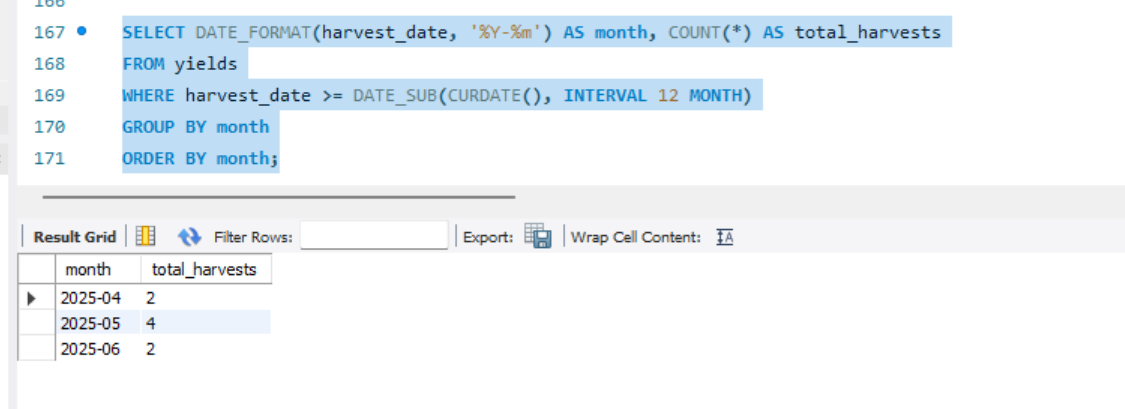 166
167 SELECT DATE_FORMAT(harvest_date, '%Y-%m') AS month, COUNT(*) AS total_harvests
168 FROM yields
169 WHERE harvest_date >= DATE_SUB(CURDATE(), INTERVAL 12 MONTH)
170 GROUP BY month
171 ORDER BY month;
Result Grid Filter Rows: Export: Wrap Cell Content: IA
month total_harvests
2025-04 2
2025-05 4
2025-06 2